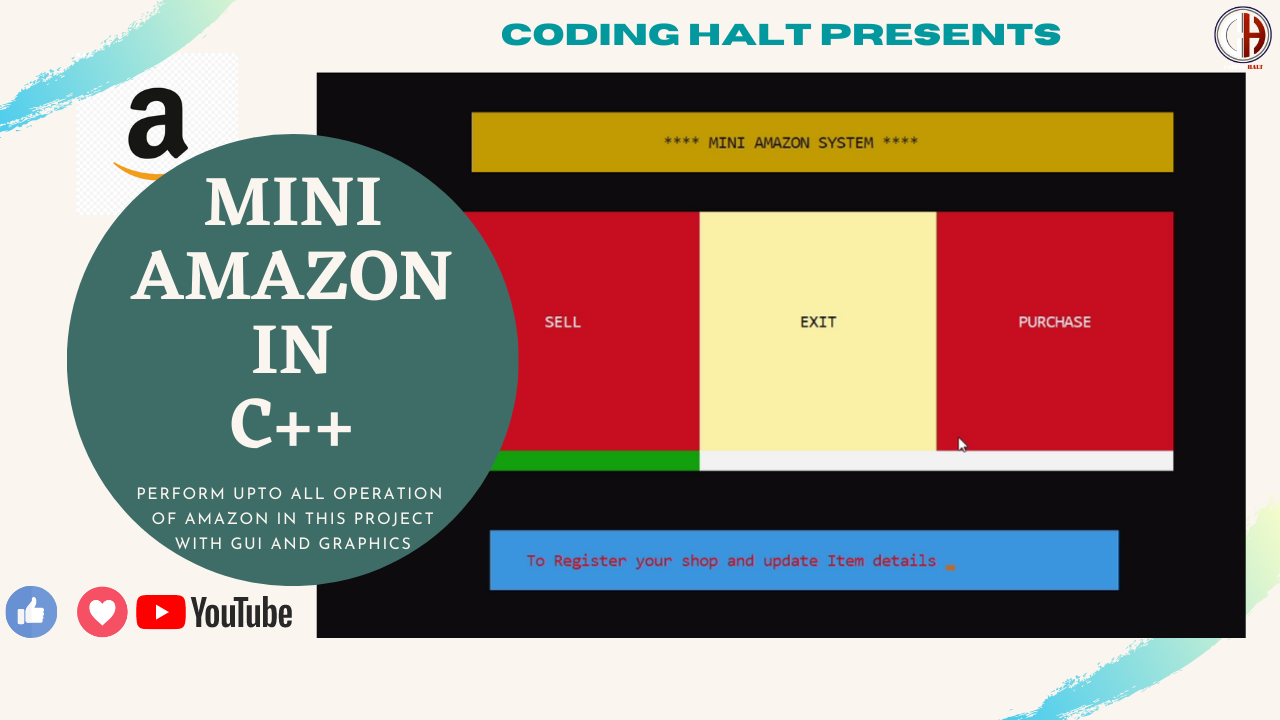 CODING HALT PRESENTS
HALT
a
MINI
AMAZON
IN
C++
PERFORM UPTO ALL OPERATION
OF AMAZON IN THIS PROJECT
WITH GUI AND GRAPHICS
**** MINI AMAZON SYSTEM ****
SELL
EXIT
PURCHASE
To Register your shop and update Item details _
YouTube